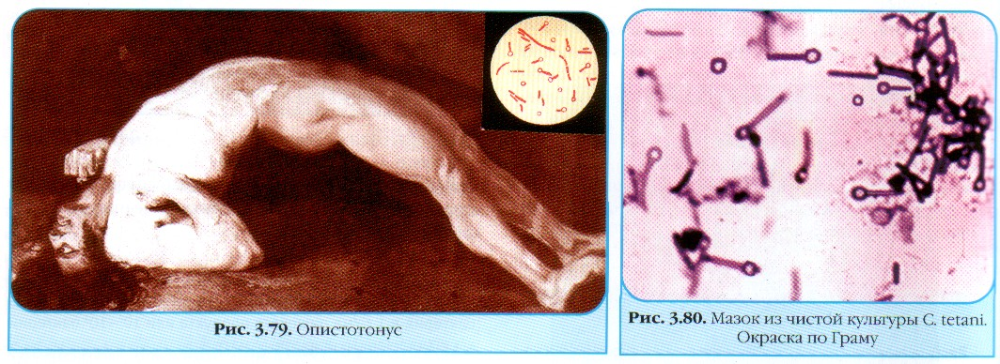 Рис. 3.79. Опистотонус
Рис. 3.80. Мазок из чистой культуры C. tetani.
Окраска по Граму